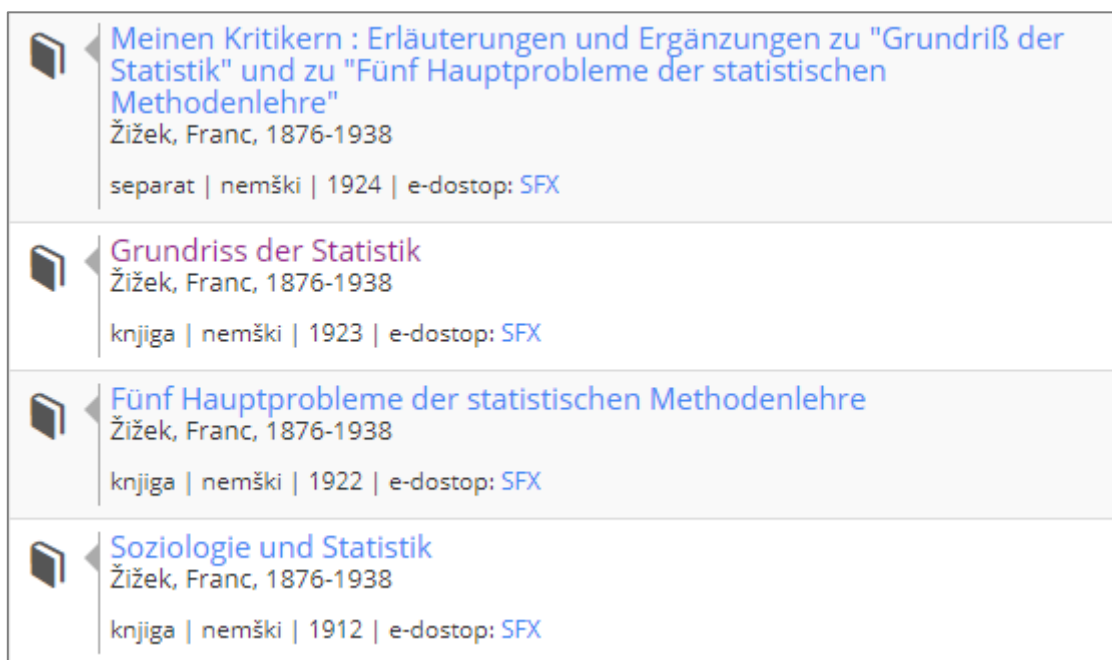 Meinen Kritikern : Erläuterungen und Ergänzungen zu "Grundriß der
Statistik" und zu "Fünf Hauptprobleme der statistischen
Methodenlehre"
Žižek, Franc, 1876-1938
separat | nemški | 1924 | e-dostop: SFX
Grundriss der Statistik
Žižek, Franc, 1876-1938
knjiga | nemški | 1923 | e-dostop: SFX
Fünf Hauptprobleme der statistischen Methodenlehre
Žižek, Franc, 1876-1938
knjiga | nemški | 1922 | e-dostop: SFX
Soziologie und Statistik
Žižek, Franc, 1876-1938
knjiga | nemški | 1912 | e-dostop: SFX